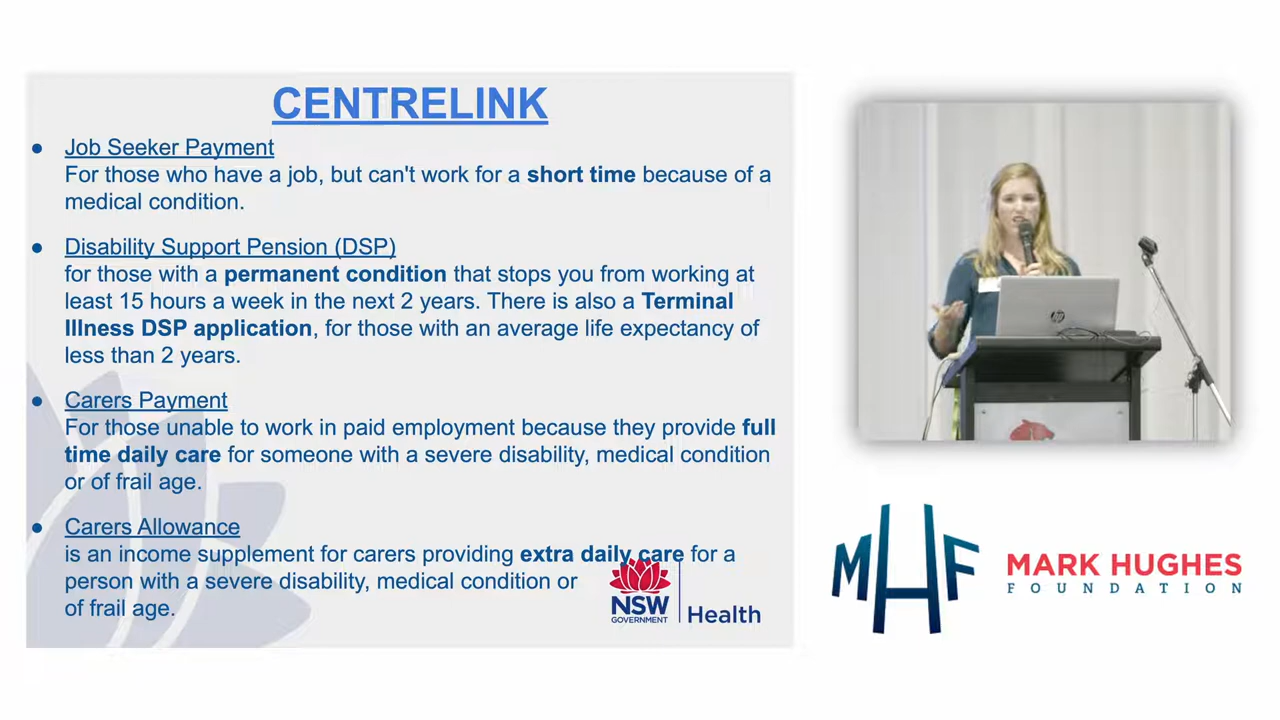 CENTRELINK
● Job Seeker Payment
For those who have a job, but can't work for a short time because of a
medical condition.
● Disability Support Pension (DSP)
for those with a permanent condition that stops you from working at
least 15 hours a week in the next 2 years. There is also a Terminal
Illness DSP application, for those with an average life expectancy of
less than 2 years.
● Carers Payment
For those unable to work in paid employment because they provide full
time daily care for someone with a severe disability, medical condition
or of frail age.
● Carers Allowance
is an income supplement for carers providing extra daily care for a
person with a severe disability, medical condition or
of frail age.
NSW
GOVERNMENT
Health
hp
MHF
MARK HUGHES
FOUNDATION